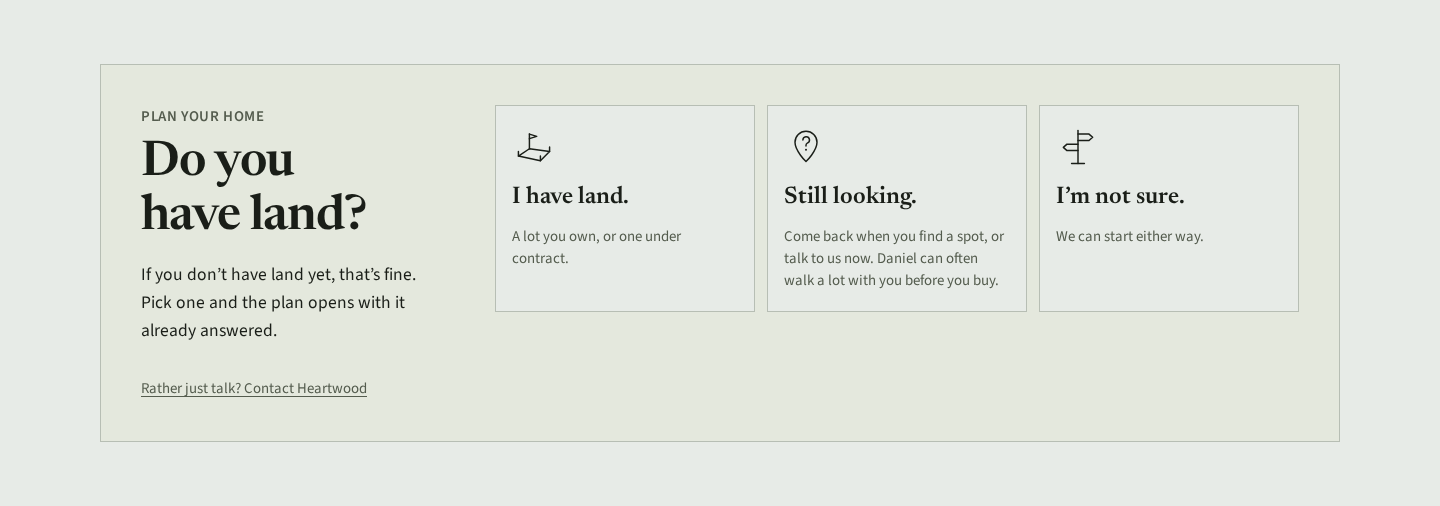 PLAN YOUR HOME
Do you
have land?
If you don’t have land yet, that’s fine.
Pick one and the plan opens with it
already answered.
Rather just talk? Contact Heartwood
I have land.
A lot you own, or one under
contract.
Still looking.
Come back when you find a spot, or
talk to us now. Daniel can often
walk a lot with you before you buy.
I’m not sure.
We can start either way.